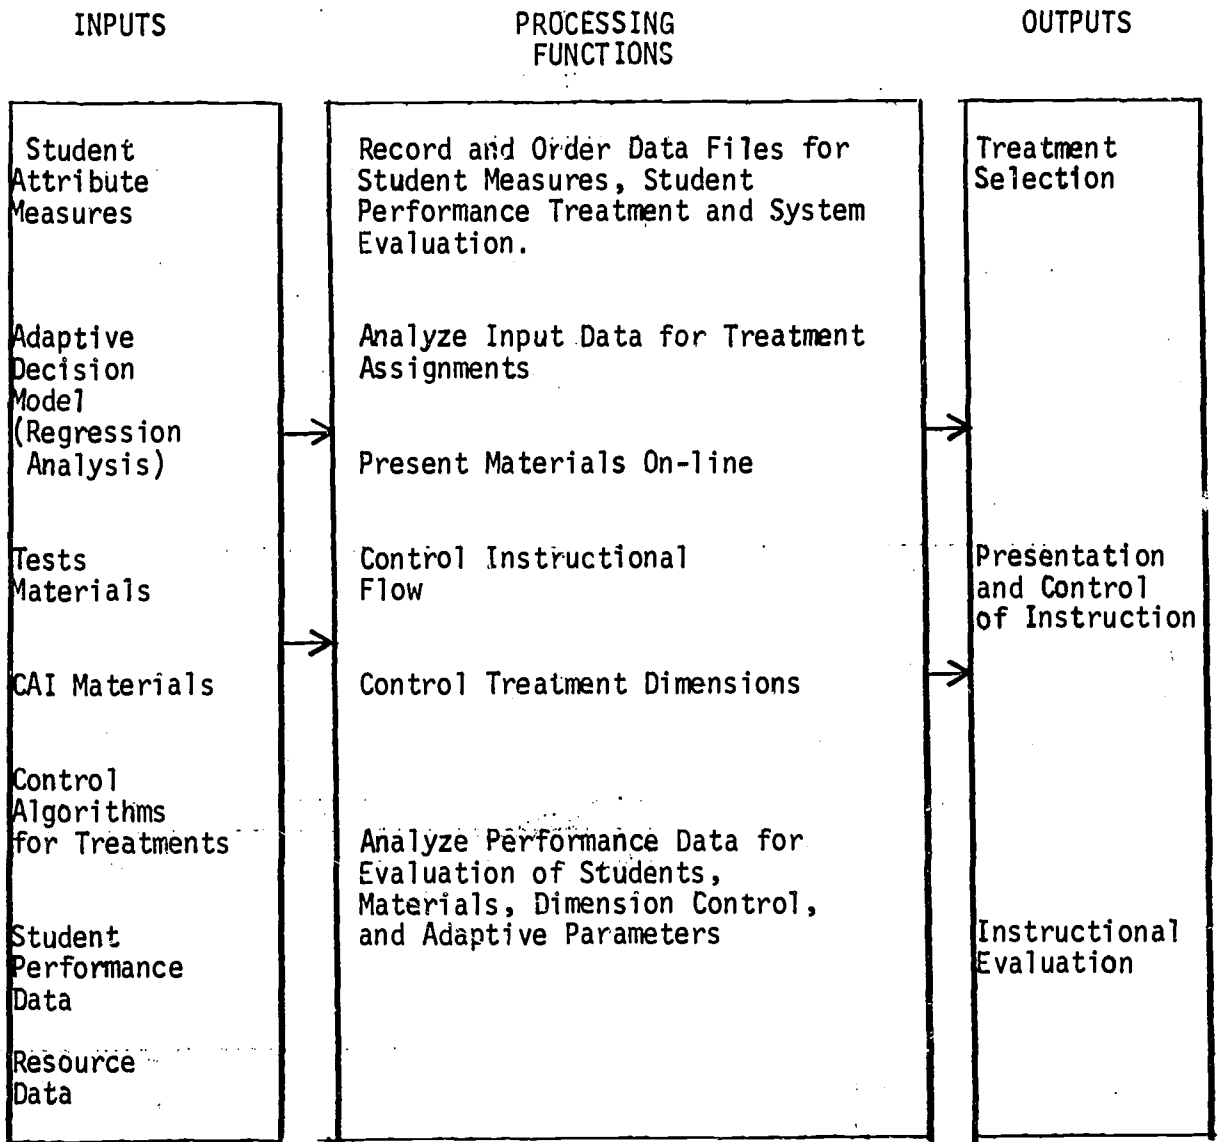 INPUTS
PROCESSING
FUNCTIONS
OUTPUTS
Student
Attribute
Measures
Adaptive
Decision
Model
(Regression
Analysis)
Tests
Materials
CAI Materials
Control
Algorithms
for Treatments
Student
Performance
Data
Resource
Data
Record and Order Data Files for
Student Measures, Student
Performance Treatment and System
Evaluation.
Analyze Input Data for Treatment
Assignments
Present Materials On-line
Control Instructional
Flow
Control Treatment Dimensions
Analyze Performance Data for
Evaluation of Students,
Materials, Dimension Control,
and Adaptive Parameters
Treatment
Selection
Presentation
and Control
of Instruction
Instructional
Evaluation